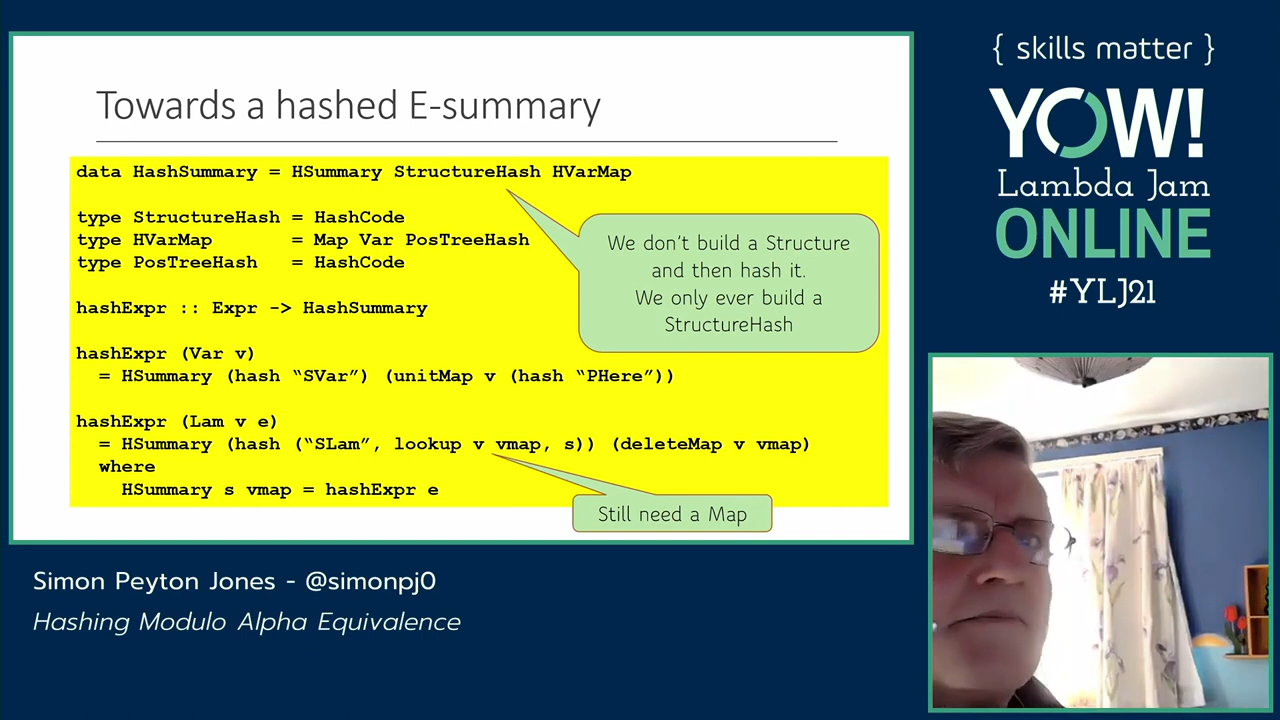 Towards a hashed E-summary
data HashSummary = HSummary StructureHash HVarMap
type StructureHash = HashCode
type HVarMap       = Map Var PosTreeHash
type PosTreeHash   = HashCode
hashExpr :: Expr -> HashSummary
hashExpr (Var v)
  = HSummary (hash “SVar”) (unitMap v (hash “PHere”))
hashExpr (Lam v e)
  = HSummary (hash (“SLam”, lookup v vmap, s)) (deleteMap v vmap)
  where
    HSummary s vmap = hashExpr e
We don’t build a Structure
and then hash it.
We only ever build a
StructureHash
Still need a Map
{ skills matter }
YOW!
Lambda Jam
ONLINE
#YLJ21
Simon Peyton Jones - @simonpj0
Hashing Modulo Alpha Equivalence